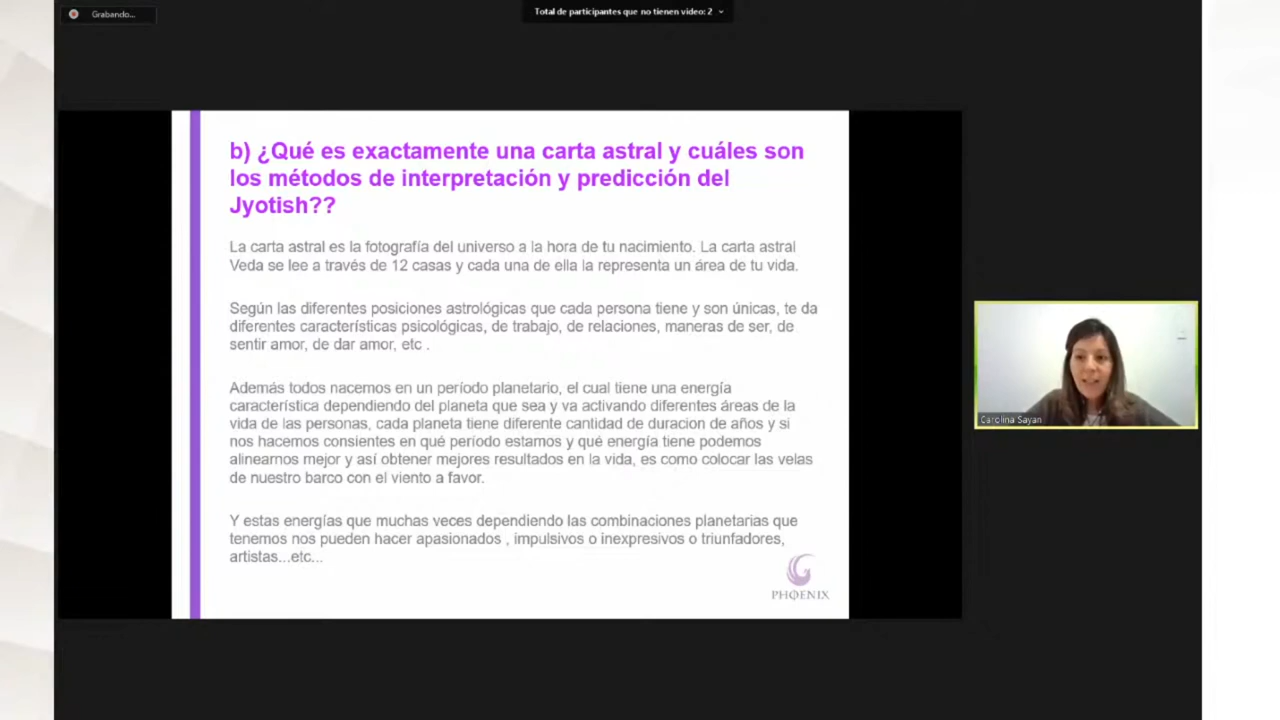 Grabando...
Total de participantes que no tienen video: 2
b) ¿Qué es exactamente una carta astral y cuáles son
los métodos de interpretación y predicción del
Jyotish??
La carta astral es la fotografía del universo a la hora de tu nacimiento. La carta astral
Veda se lee a través de 12 casas y cada una de ella la representa un área de tu vida.
Según las diferentes posiciones astrológicas que cada persona tiene y son únicas, te da
diferentes características psicológicas, de trabajo, de relaciones, maneras de ser, de
sentir amor, de dar amor, etc .
Además todos nacemos en un período planetario, el cual tiene una energía
característica dependiendo del planeta que sea y va activando diferentes áreas de la
vida de las personas, cada planeta tiene diferente cantidad de duracion de años y si
nos hacemos consientes en qué período estamos y qué energía tiene podemos
alinearnos mejor y así obtener mejores resultados en la vida, es como colocar las velas
de nuestro barco con el viento a favor.
Y estas energías que muchas veces dependiendo las combinaciones planetarias que
tenemos nos pueden hacer apasionados , impulsivos o inexpresivos o triunfadores,
artistas...etc...
PHOENIX
Carolina Sayan